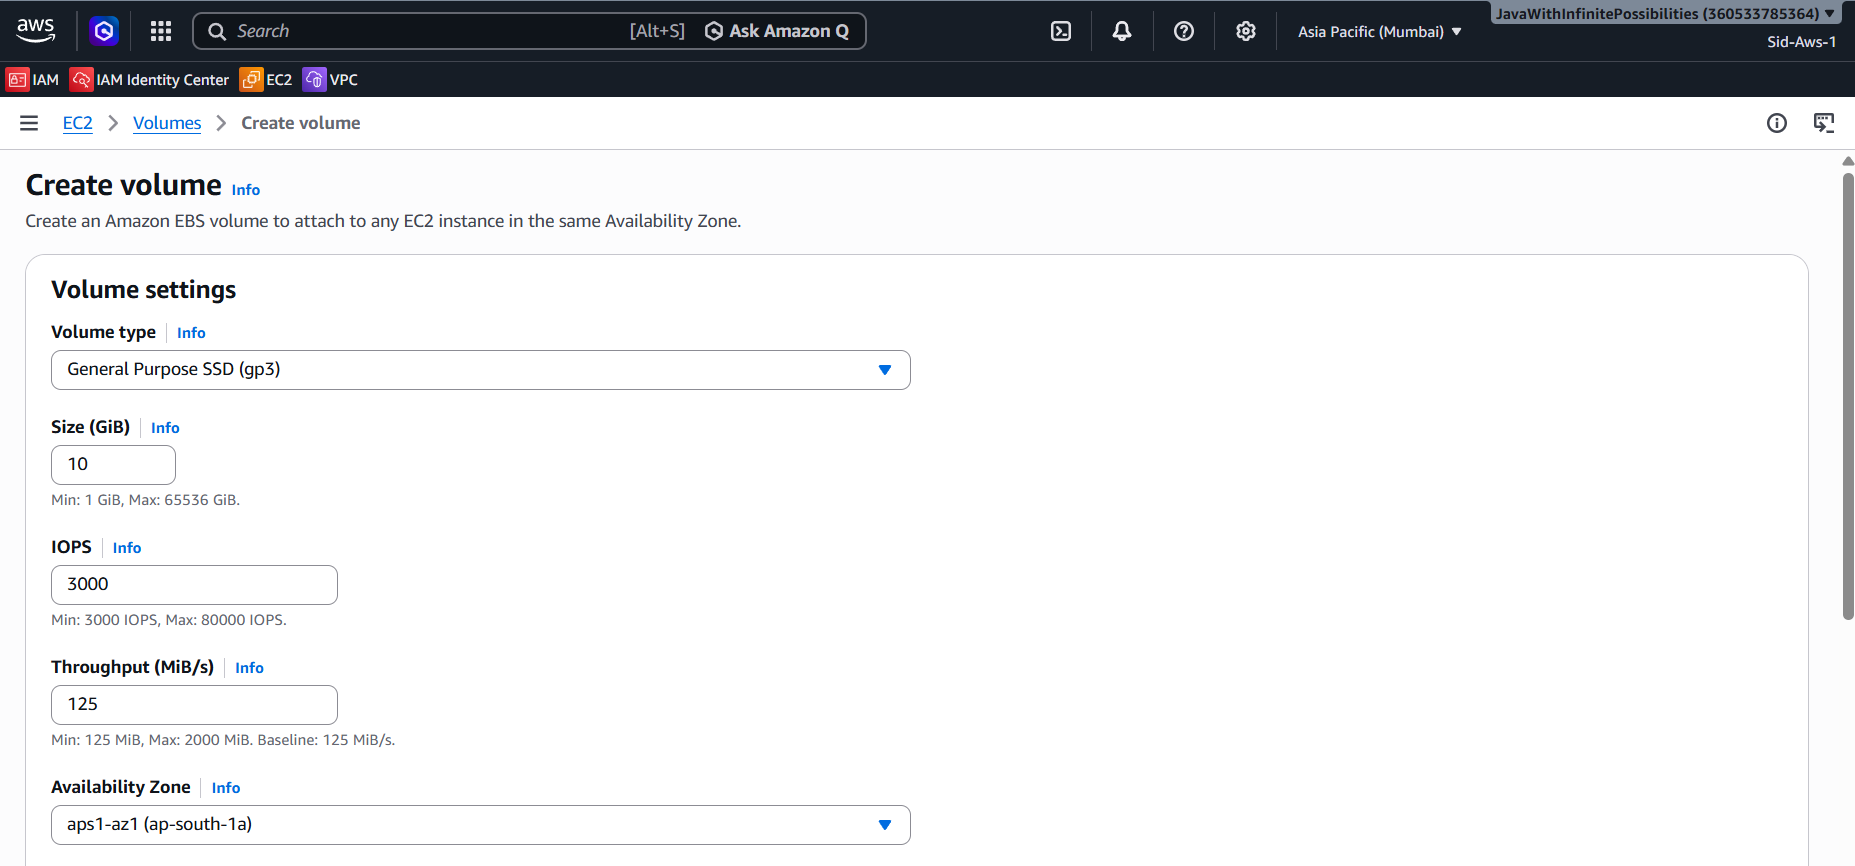 aws
Search [Alt+S] Ask Amazon Q
Asia Pacific (Mumbai)
JavaWithInfinitePossibilities (360533785364)
Sid-Aws-1
IAM IAM Identity Center EC2 VPC
EC2 Volumes Create volume
Create volume Info
Create an Amazon EBS volume to attach to any EC2 instance in the same Availability Zone.
Volume settings
Volume type Info
General Purpose SSD (gp3)
Size (GiB) Info
10
Min: 1 GiB, Max: 65536 GiB.
IOPS Info
3000
Min: 3000 IOPS, Max: 80000 IOPS.
Throughput (MiB/s) Info
125
Min: 125 MiB, Max: 2000 MiB. Baseline: 125 MiB/s.
Availability Zone Info
aps1-az1 (ap-south-1a)